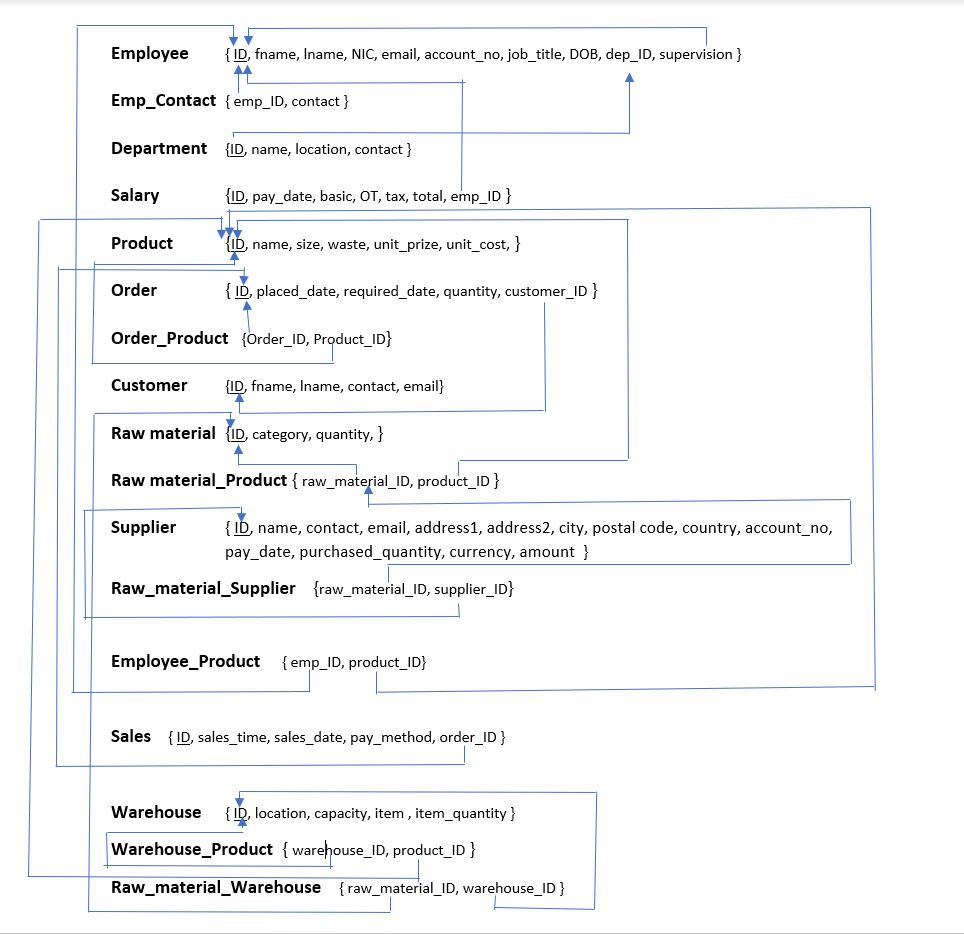 Employee { ID, fname, lname, NIC, email, account_no, job_title, DOB, dep_ID, supervision }
Emp_Contact { emp_ID, contact }
Department {ID, name, location, contact }
Salary {ID, pay_date, basic, OT, tax, total, emp_ID }
Product {ID, name, size, waste, unit_prize, unit_cost, }
Order { ID, placed_date, required_date, quantity, customer_ID }
Order_Product {Order_ID, Product_ID}
Customer {ID, fname, lname, contact, email}
Raw material {ID, category, quantity, }
Raw material_Product { raw_material_ID, product_ID }
Supplier { ID, name, contact, email, address1, address2, city, postal code, country, account_no,
pay_date, purchased_quantity, currency, amount }
Raw_material_Supplier {raw_material_ID, supplier_ID}
Employee_Product { emp_ID, product_ID}
Sales { ID, sales_time, sales_date, pay_method, order_ID }
Warehouse { ID, location, capacity, item , item_quantity }
Warehouse_Product { warehouse_ID, product_ID }
Raw_material_Warehouse { raw_material_ID, warehouse_ID }